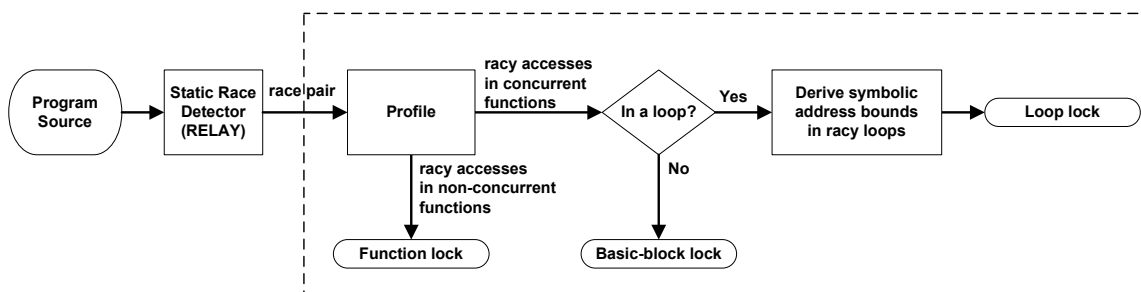 Program
Source
Static Race
Detector
(RELAY)
race pair
Profile
racy accesses
in concurrent
functions
In a loop?
Yes
Derive symbolic
address bounds
in racy loops
Loop lock
racy accesses
in non-concurrent
functions
No
Function lock
Basic-block lock